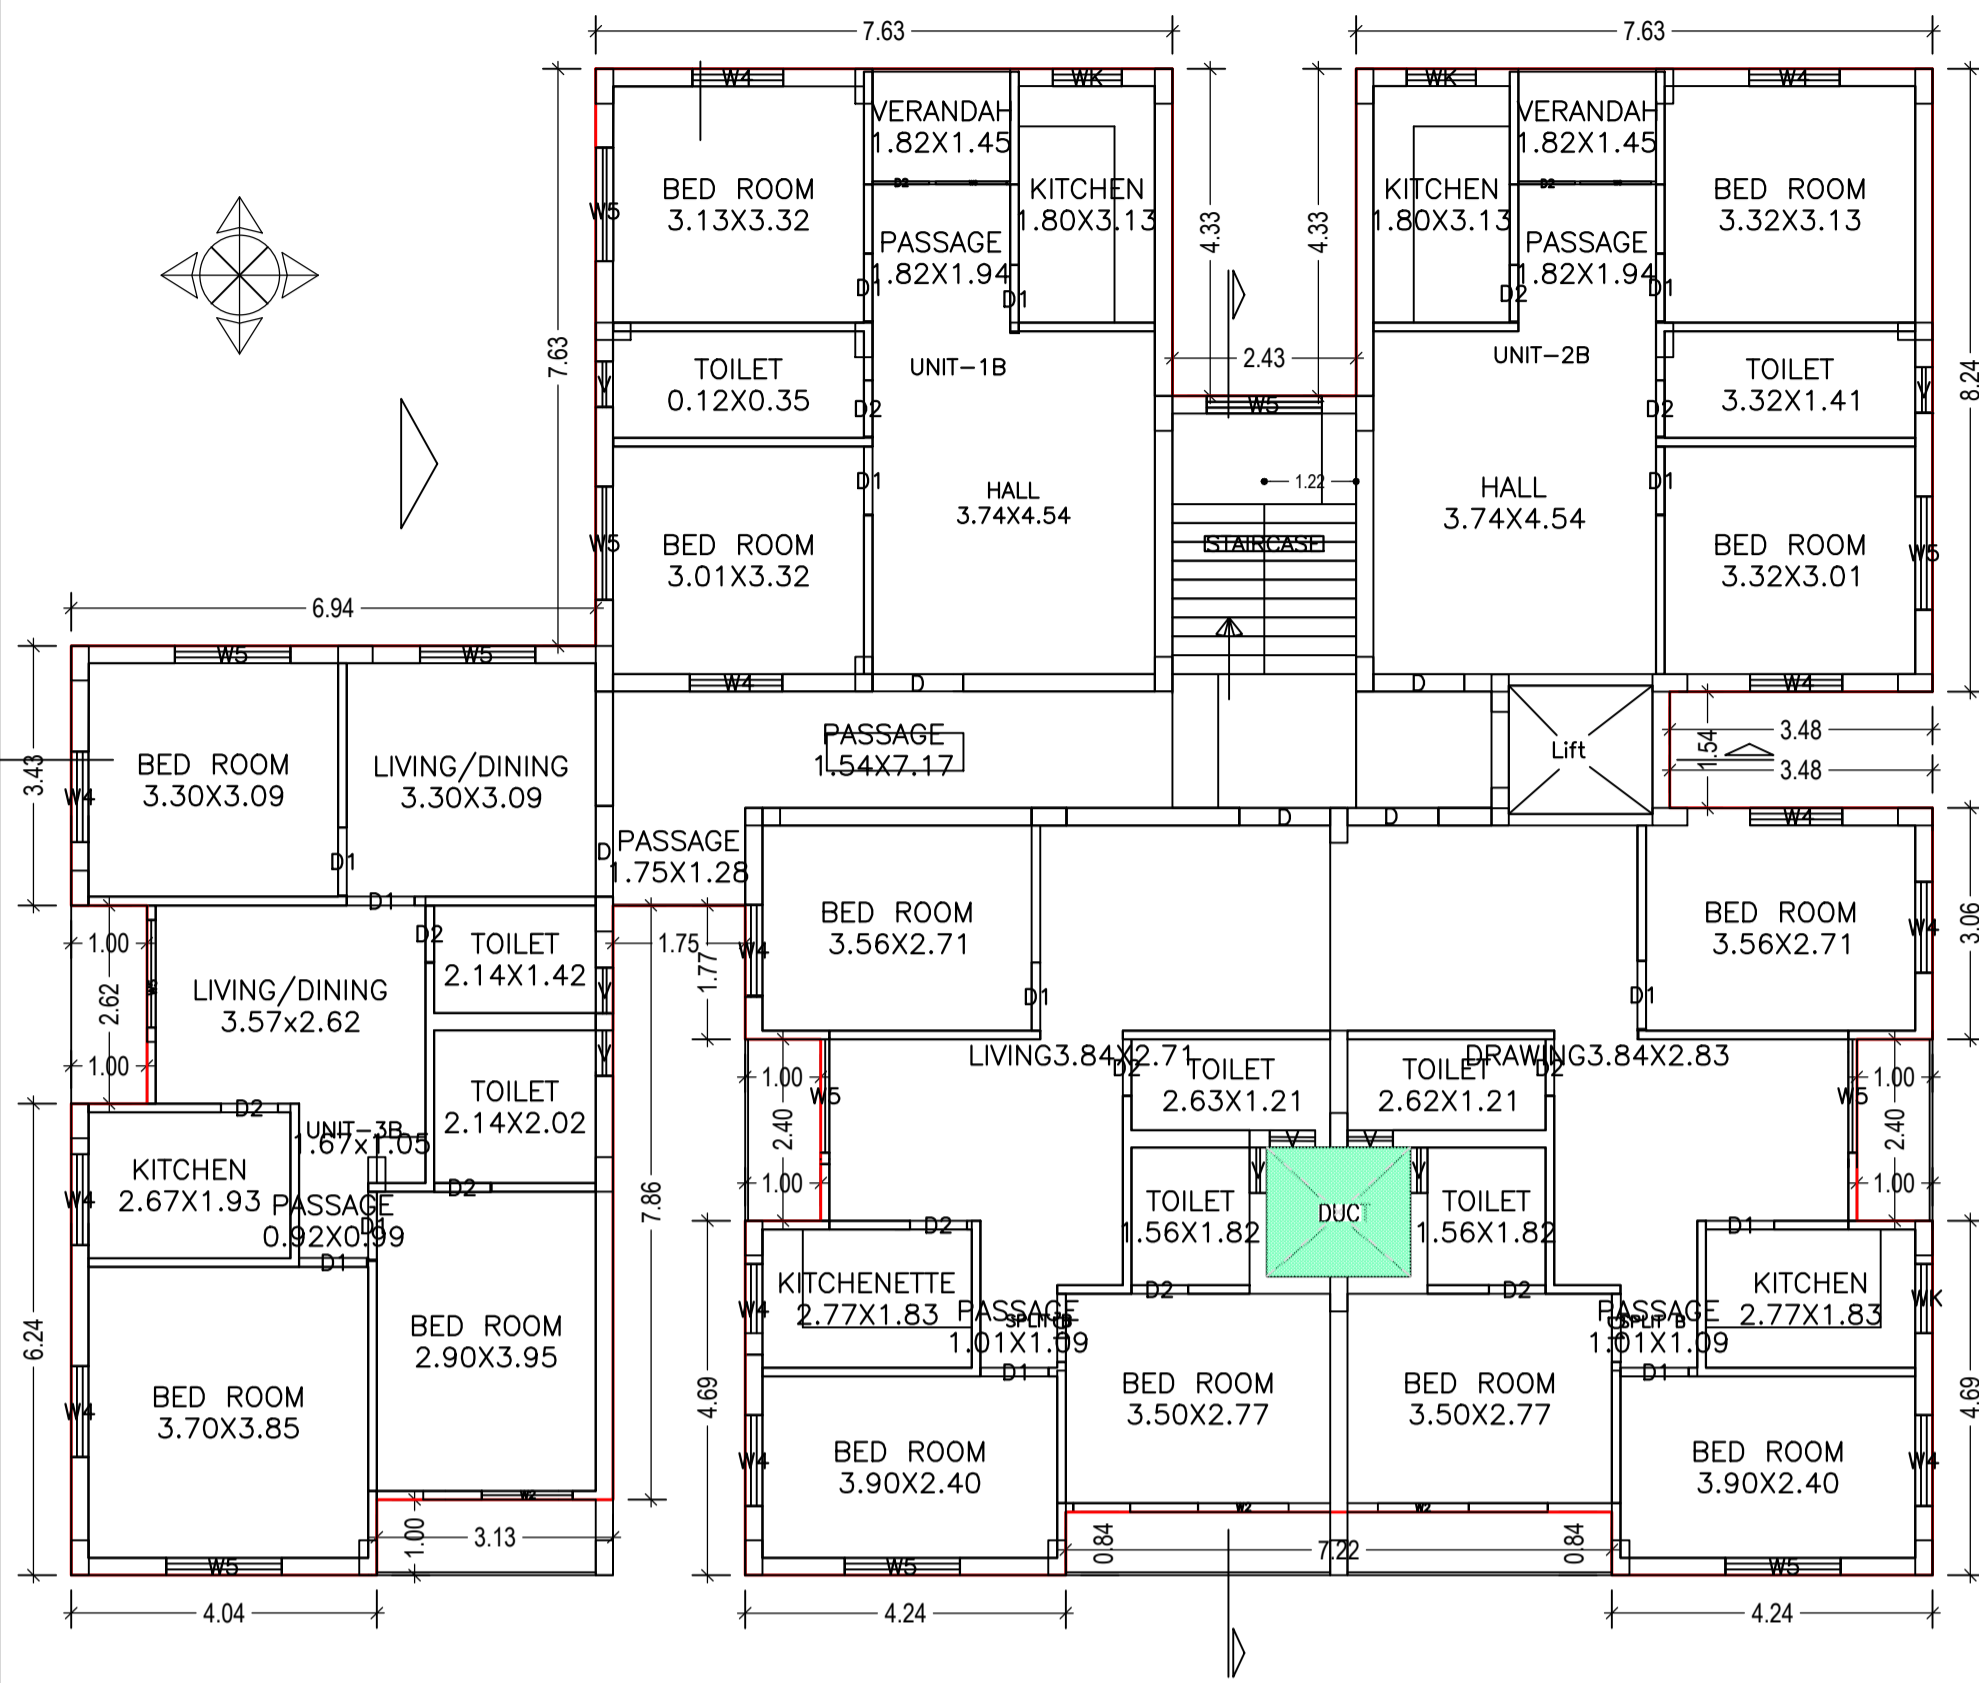 7.63
7.63
W4
WK
WK
W4
VERANDAH
1.82X1.45
VERANDAH
1.82X1.45
D2
D2
W5
BED ROOM
3.13X3.32
KITCHEN
1.80X3.13
KITCHEN
1.80X3.13
BED ROOM
3.32X3.13
PASSAGE
1.82X1.94
PASSAGE
1.82X1.94
4.33
4.33
D1
D1
D2
D1
7.63
8.24
2.43
TOILET
0.12X0.35
UNIT-1B
UNIT-2B
TOILET
3.32X1.41
V
V
D2
W5
D2
D1
1.22
D1
HALL
3.74X4.54
HALL
3.74X4.54
W5
BED ROOM
3.01X3.32
STAIRCASE
BED ROOM
3.32X3.01
W5
6.94
W5
W5
W4
D
D
W4
3.43
BED ROOM
3.30X3.09
LIVING/DINING
3.30X3.09
PASSAGE
1.54X7.17
Lift
1.54
3.48
3.48
W4
D
D
W4
D
PASSAGE
1.75X1.28
D1
D1
BED ROOM
3.56X2.71
BED ROOM
3.56X2.71
3.06
1.00
D2
TOILET
2.14X1.42
1.75
1.77
W4
W4
2.62
W5
LIVING/DINING
3.57x2.62
V
D1
D1
1.00
V
LIVING3.84X2.71
DRAWING3.84X2.83
D2
TOILET
2.63X1.21
TOILET
2.62X1.21
D2
1.00
W5
W5
1.00
TOILET
2.14X2.02
D2
UNIT-3B
1.67x1.05
2.40
V
V
2.40
KITCHEN
2.67X1.93
W4
D2
1.00
V
V
1.00
TOILET
1.56X1.82
DUCT
TOILET
1.56X1.82
7.86
PASSAGE
0.92X0.99
D1
D1
D2
D1
KITCHENETTE
2.77X1.83
W4
D2
D2
KITCHEN
2.77X1.83
WK
PASSAGE
1.01X1.09
SPLIT B
PASSAGE
1.01X1.09
SPLIT B
6.24
BED ROOM
2.90X3.95
D1
D1
BED ROOM
3.70X3.85
W4
4.69
BED ROOM
3.50X2.77
BED ROOM
3.50X2.77
4.69
BED ROOM
3.90X2.40
W4
BED ROOM
3.90X2.40
W4
W2
W2
W2
1.00
3.13
0.84
7.22
0.84
W5
W5
W5
4.04
4.24
4.24